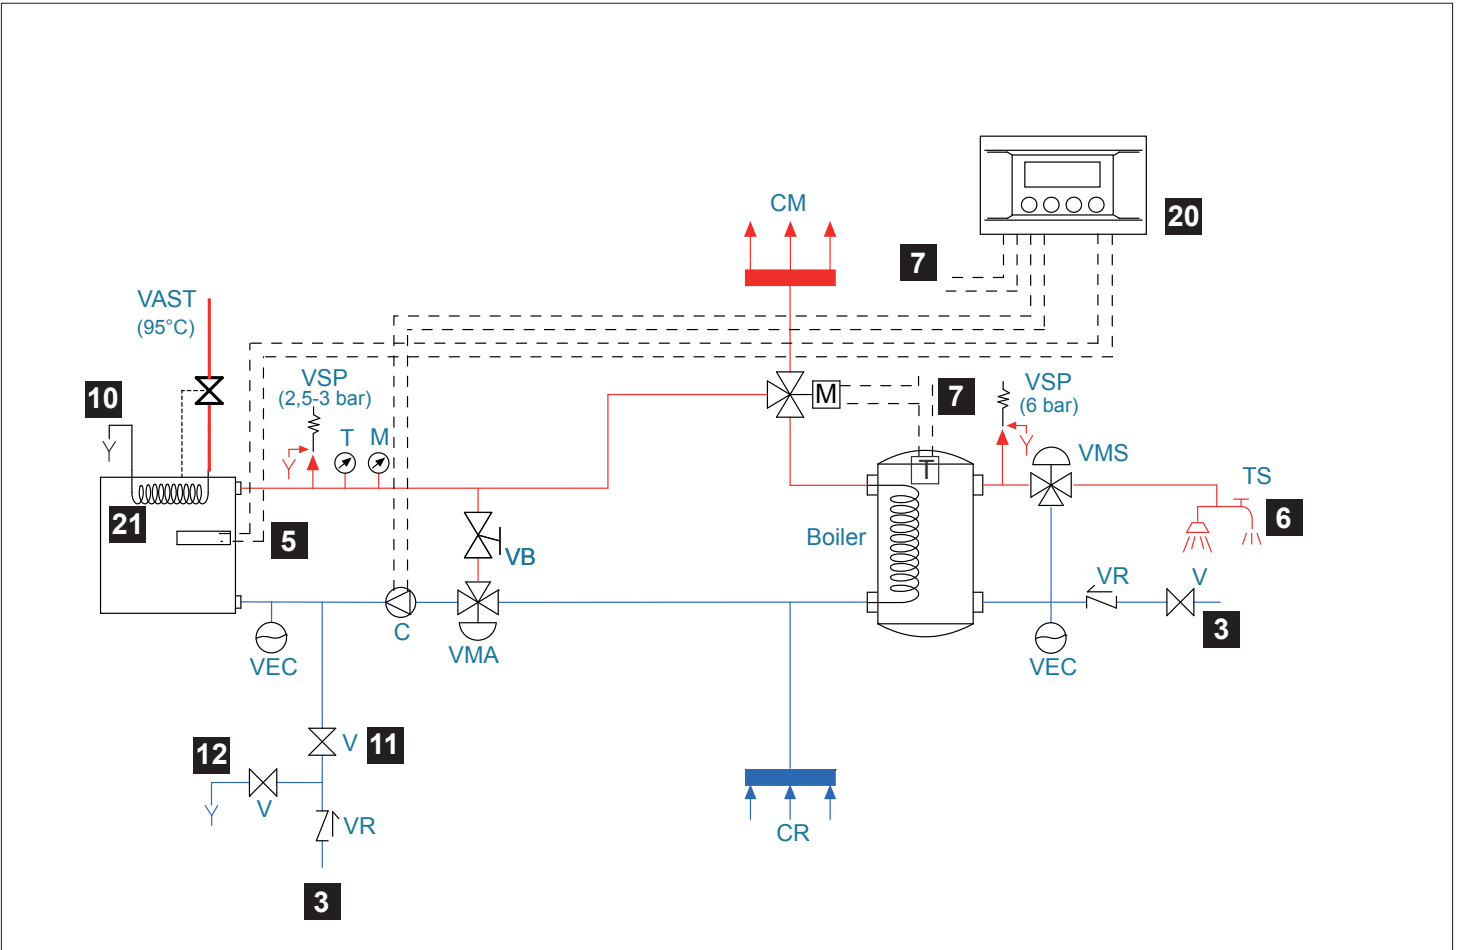 20
CM
7
VAST
(95°C)
10
VSP
(2,5-3 bar)
T M
M
7
VSP
(6 bar)
VMS
T
TS
6
21
5
VB
Boiler
VR V
3
C
VMA
VEC
VEC
V 11
12
V
VR
CR
3